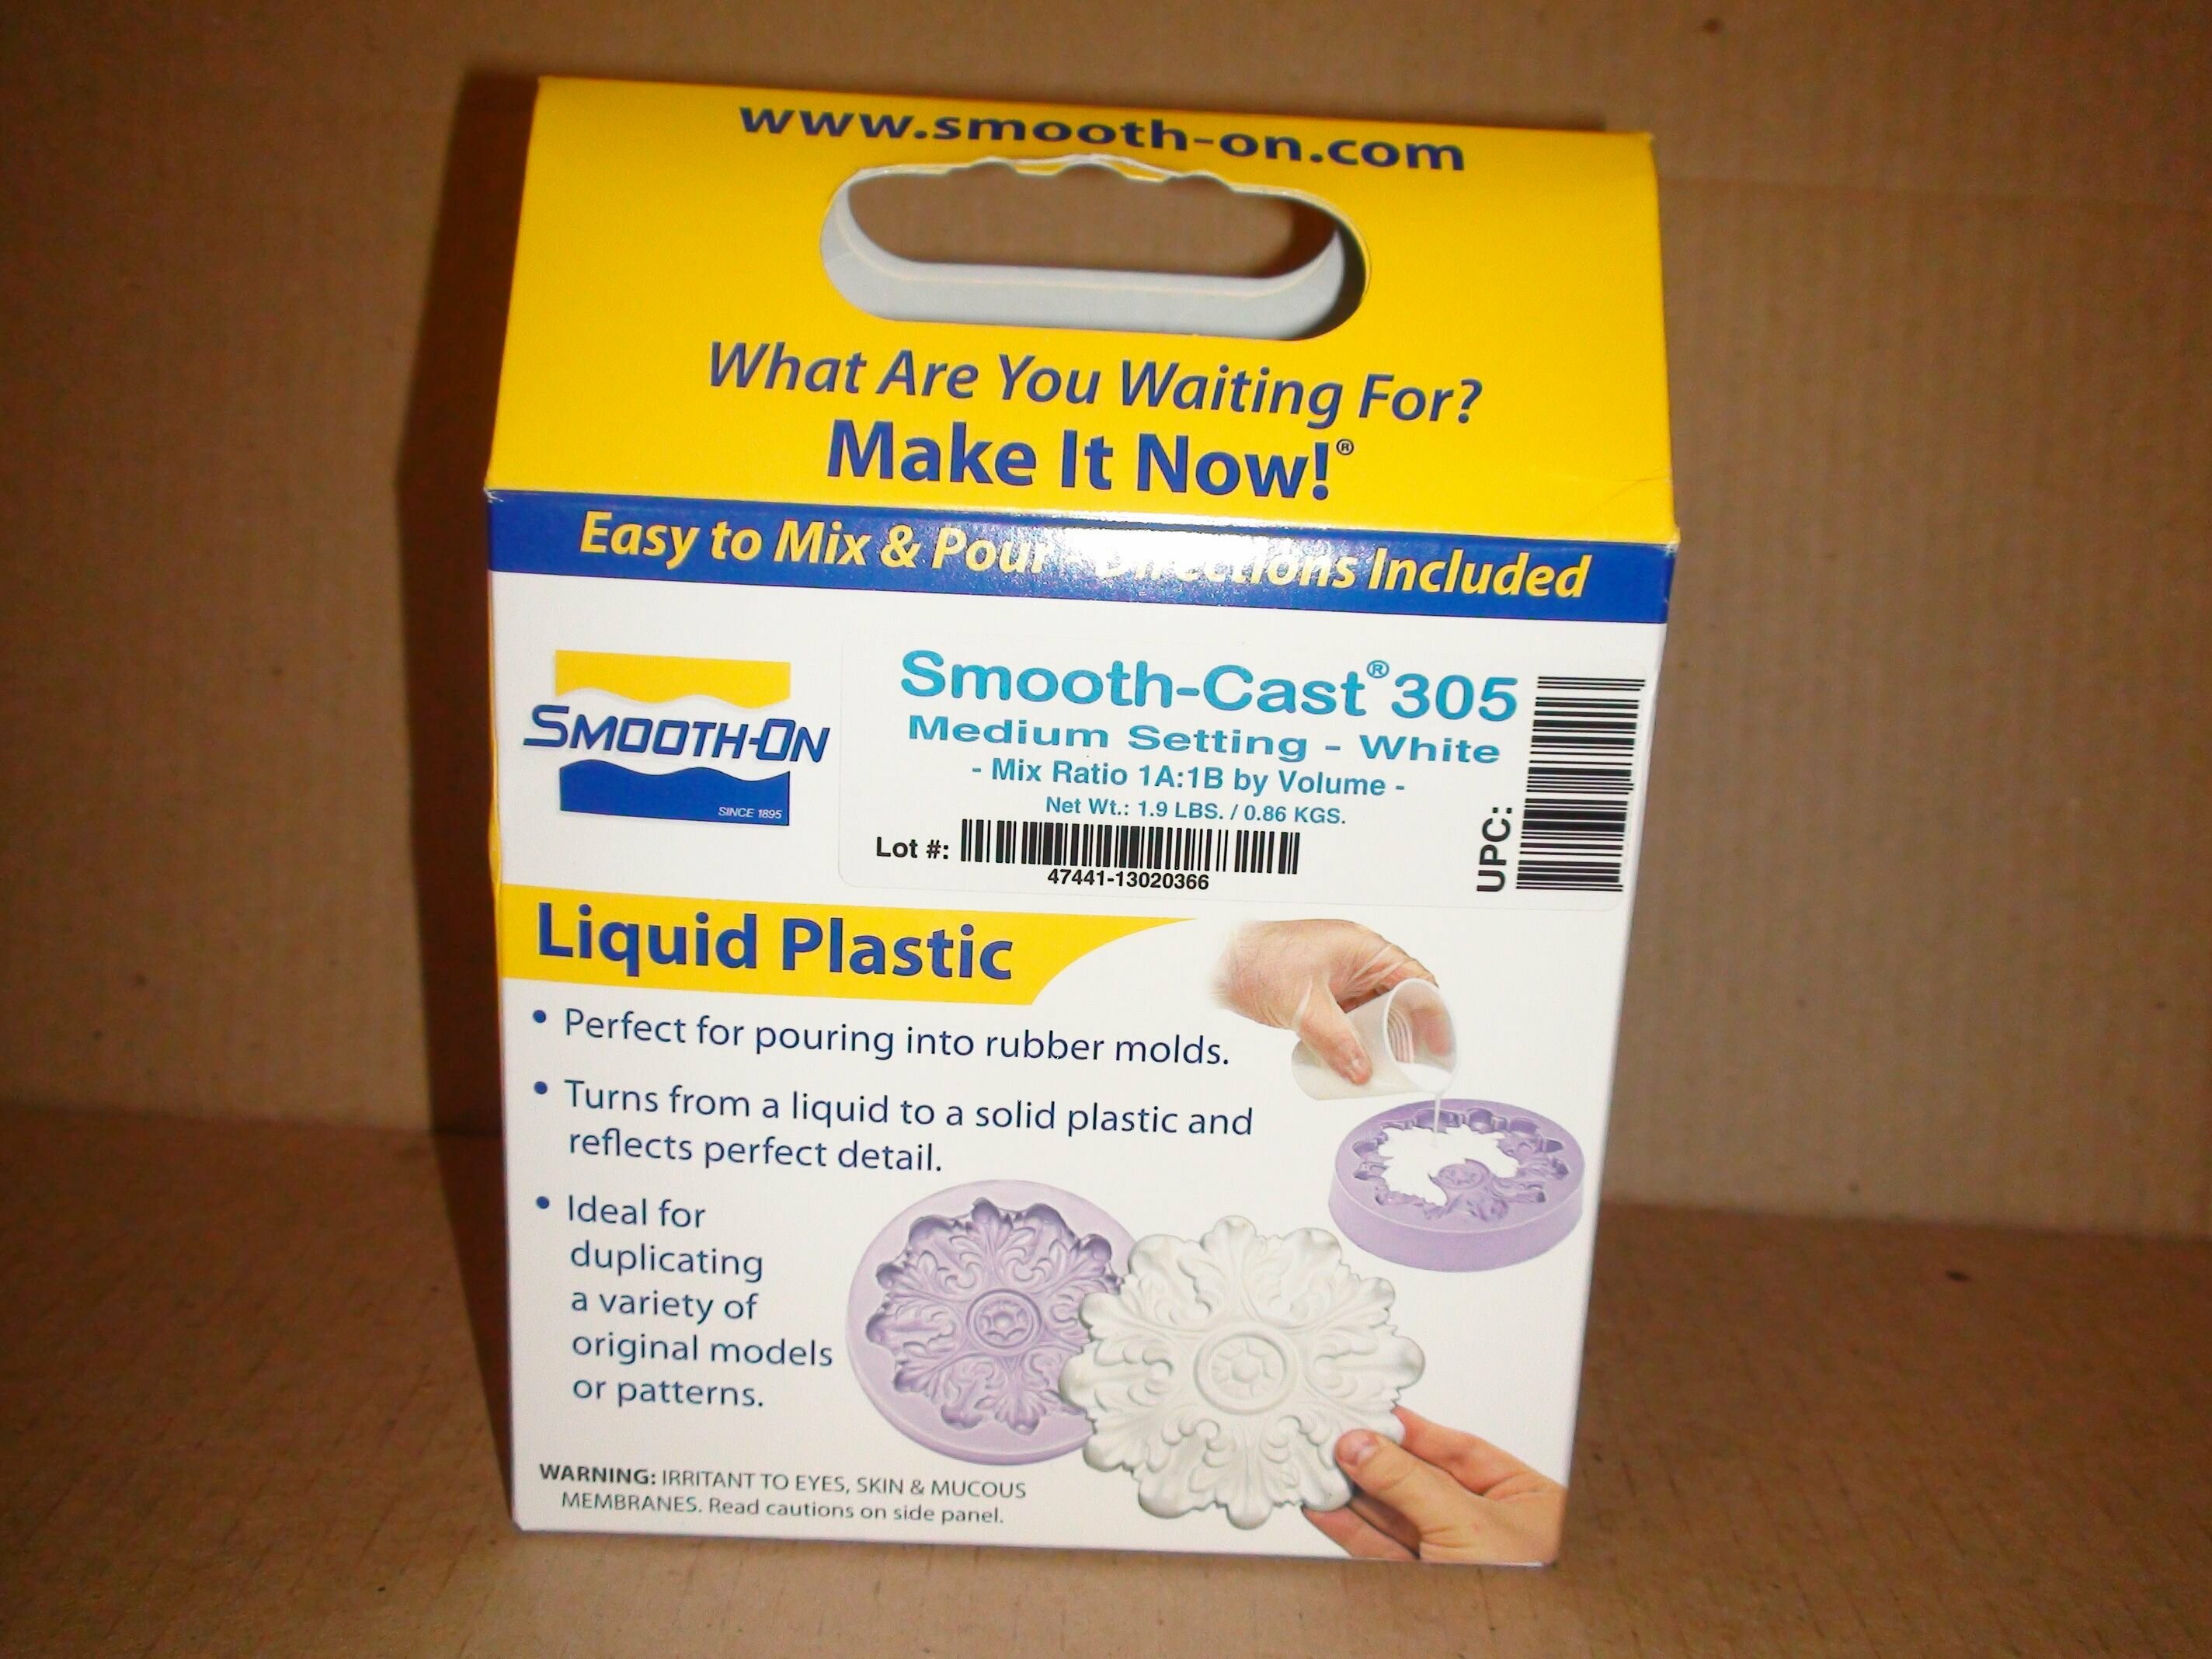 www.smooth-on.com
What Are You Waiting For?
Make It Now!®
Easy to Mix & Pour - Directions Included
SMOOTH-ON
SINCE 1895
Smooth-Cast® 305
Medium Setting - White
- Mix Ratio 1A:1B by Volume -
Net Wt.: 1.9 LBS. / 0.86 KGS.
Lot #:
47441-13020366
UPC:
Liquid Plastic
• Perfect for pouring into rubber molds.
• Turns from a liquid to a solid plastic and
reflects perfect detail.
• Ideal for
duplicating
a variety of
original models
or patterns.
WARNING: IRRITANT TO EYES, SKIN & MUCOUS
MEMBRANES. Read cautions on side panel.